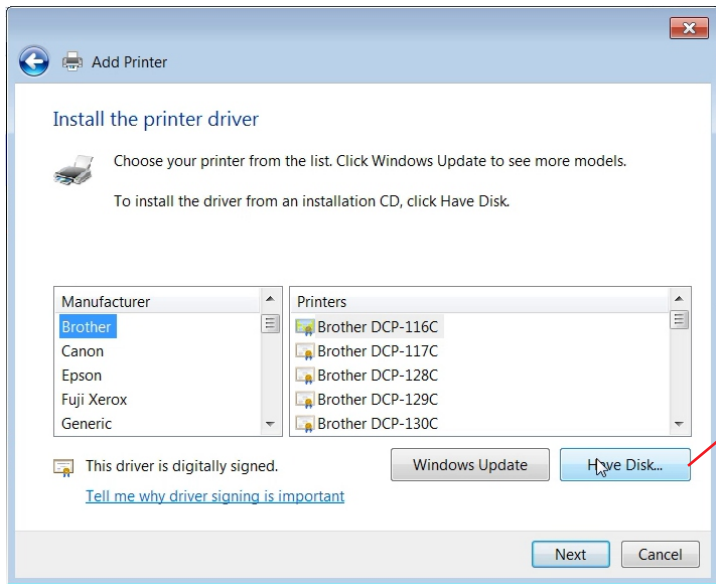 Add Printer
Install the printer driver
Choose your printer from the list. Click Windows Update to see more models.
To install the driver from an installation CD, click Have Disk.
Manufacturer
Brother
Canon
Epson
Fuji Xerox
Generic
Printers
Brother DCP-116C
Brother DCP-117C
Brother DCP-128C
Brother DCP-129C
Brother DCP-130C
This driver is digitally signed.
Windows Update
Have Disk...
Tell me why driver signing is important
Next
Cancel